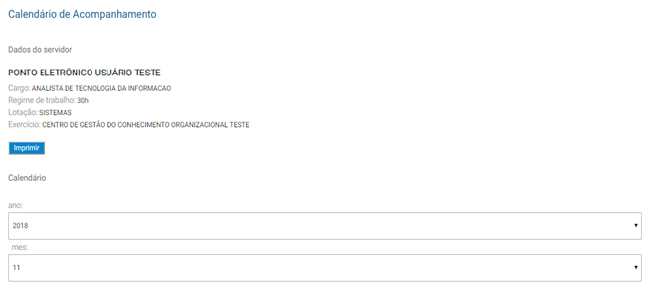 Calendário de Acompanhamento
Dados do servidor
PONTO ELETRÔNICO USUÁRIO TESTE
Cargo: ANALISTA DE TECNOLOGIA DA INFORMACAO
Regime de trabalho: 30h
Lotação: SISTEMAS
Exercício: CENTRO DE GESTÃO DO CONHECIMENTO ORGANIZACIONAL TESTE
Imprimir
Calendário
ano:
2018
mes:
11